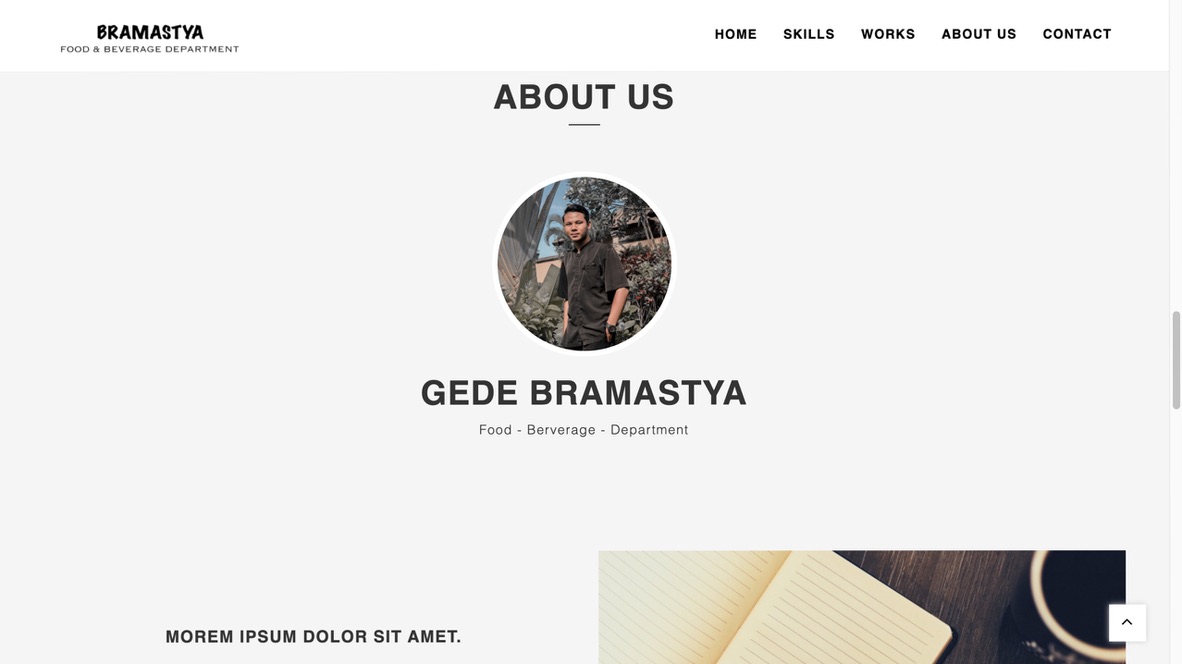 BRAMASTYA
FOOD & BEVERAGE DEPARTMENT
HOME SKILLS WORKS ABOUT US CONTACT
ABOUT US
GEDE BRAMASTYA
Food - Berverage - Department
MOREM IPSUM DOLOR SIT AMET.